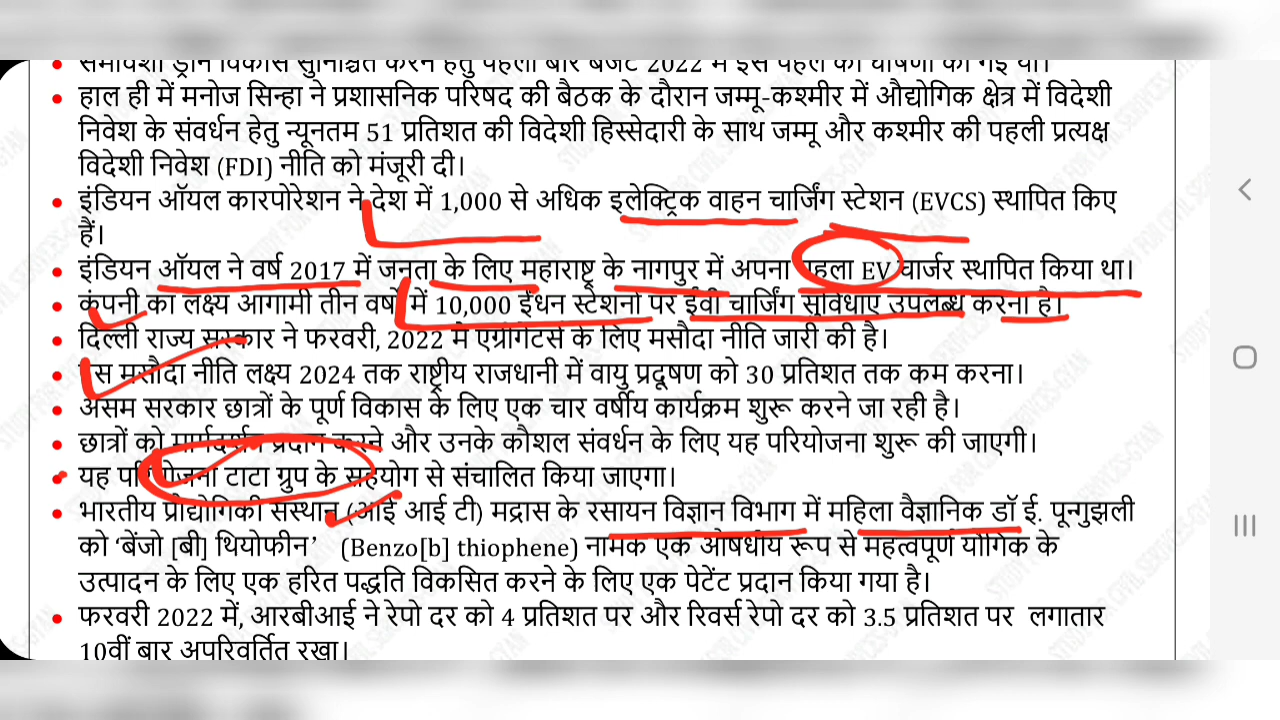 समावेशी ड्रोन विकास सुनिश्चित करने हेतु पहली बार बजट 2022 में इस पहल की घोषणा की गई थी।
• हाल ही में मनोज सिन्हा ने प्रशासनिक परिषद की बैठक के दौरान जम्मू-कश्मीर में औद्योगिक क्षेत्र में विदेशी
निवेश के संवर्धन हेतु न्यूनतम 51 प्रतिशत की विदेशी हिस्सेदारी के साथ जम्मू और कश्मीर की पहली प्रत्यक्ष
विदेशी निवेश (FDI) नीति को मंजूरी दी।
• इंडियन ऑयल कारपोरेशन ने देश में 1,000 से अधिक इलेक्ट्रिक वाहन चार्जिंग स्टेशन (EVCS) स्थापित किए
हैं।
• इंडियन ऑयल ने वर्ष 2017 में जनता के लिए महाराष्ट्र के नागपुर में अपना पहला EV चार्जर स्थापित किया था।
• कंपनी का लक्ष्य आगामी तीन वर्षों में 10,000 ईंधन स्टेशनों पर ईवी चार्जिंग सुविधाएं उपलब्ध करना है।
• दिल्ली राज्य सरकार ने फरवरी, 2022 में एग्रीगेटर्स के लिए मसौदा नीति जारी की है।
• इस मसौदा नीति लक्ष्य 2024 तक राष्ट्रीय राजधानी में वायु प्रदूषण को 30 प्रतिशत तक कम करना।
• असम सरकार छात्रों के पूर्ण विकास के लिए एक चार वर्षीय कार्यक्रम शुरू करने जा रही है।
• छात्रों को मार्गदर्शन प्रदान करने और उनके कौशल संवर्धन के लिए यह परियोजना शुरू की जाएगी।
• यह परियोजना टाटा ग्रुप के सहयोग से संचालित किया जाएगा।
• भारतीय प्रौद्योगिकी संस्थान (आई आई टी) मद्रास के रसायन विज्ञान विभाग में महिला वैज्ञानिक डॉ ई. पून्गुझली
को ‘बेंजो [बी] थियोफीन’ (Benzo[b] thiophene) नामक एक औषधीय रूप से महत्वपूर्ण यौगिक के
उत्पादन के लिए एक हरित पद्धति विकसित करने के लिए एक पेटेंट प्रदान किया गया है।
• फरवरी 2022 में, आरबीआई ने रेपो दर को 4 प्रतिशत पर और रिवर्स रेपो दर को 3.5 प्रतिशत पर लगातार
10वीं बार अपरिवर्तित रखा।